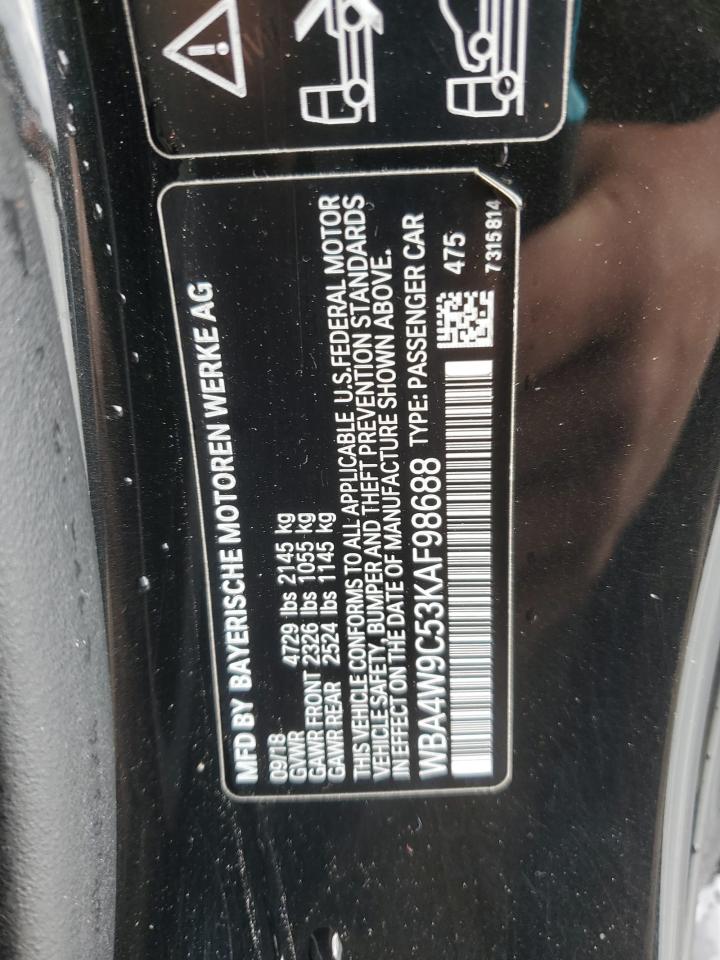 MFD BY BAYERISCHE MOTOREN WERKE AG
09/18
GVWR 4729 lbs 2145 kg
GAWR FRONT 2326 lbs 1055 kg
GAWR REAR 2524 lbs 1145 kg
THIS VEHICLE CONFORMS TO ALL APPLICABLE U.S. FEDERAL MOTOR
VEHICLE SAFETY, BUMPER AND THEFT PREVENTION STANDARDS
IN EFFECT ON THE DATE OF MANUFACTURE SHOWN ABOVE.
WBA4W9C53KAF98688 TYPE: PASSENGER CAR
475
7315814